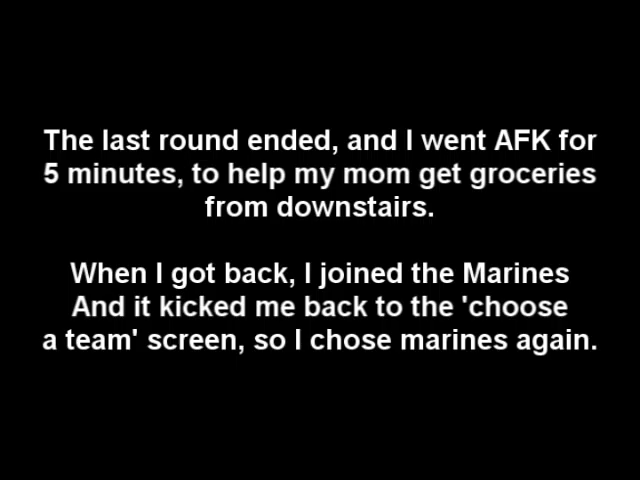 The last round ended, and I went AFK for
5 minutes, to help my mom get groceries
from downstairs.
When I got back, I joined the Marines
And it kicked me back to the 'choose
a team' screen, so I chose marines again.